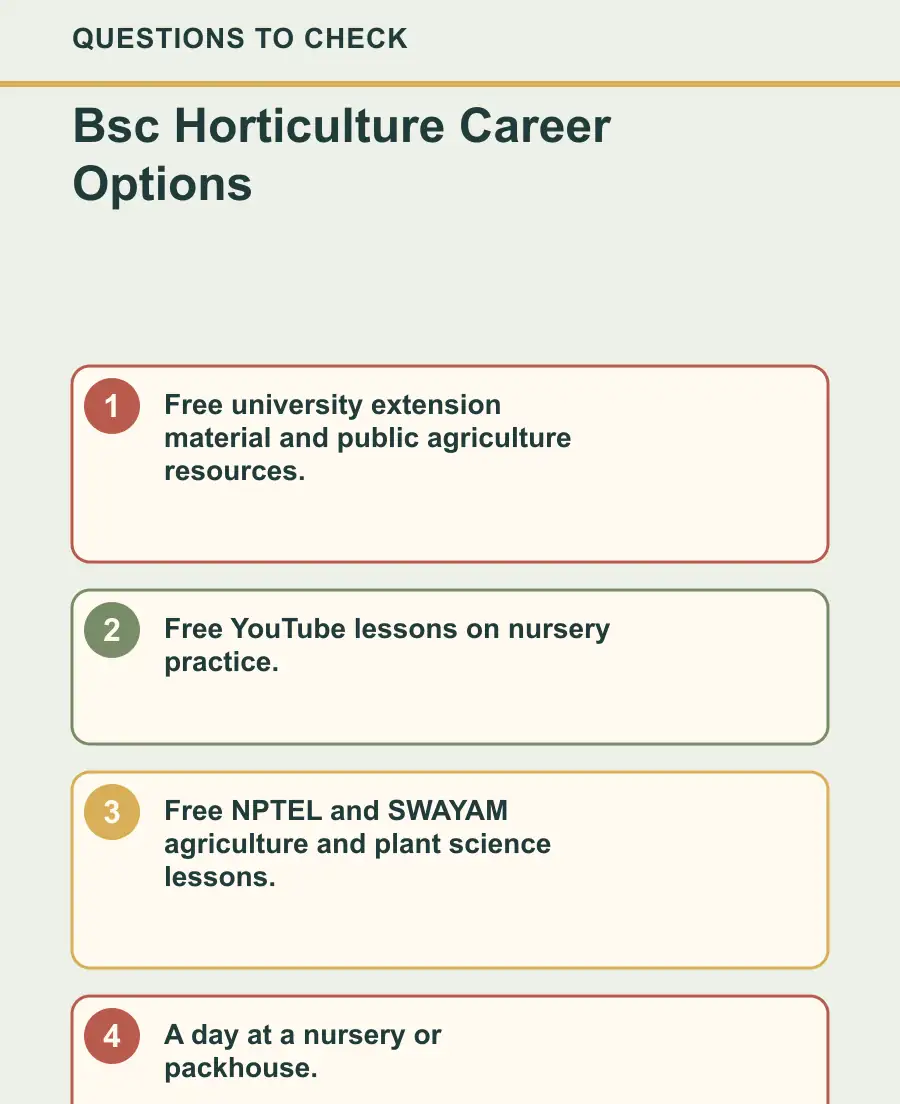 QUESTIONS TO CHECK
Bsc Horticulture Career
Options
1
Free university extension
material and public agriculture
resources.
2
Free YouTube lessons on nursery
practice.
3
Free NPTEL and SWAYAM
agriculture and plant science
lessons.
4
A day at a nursery or
packhouse.